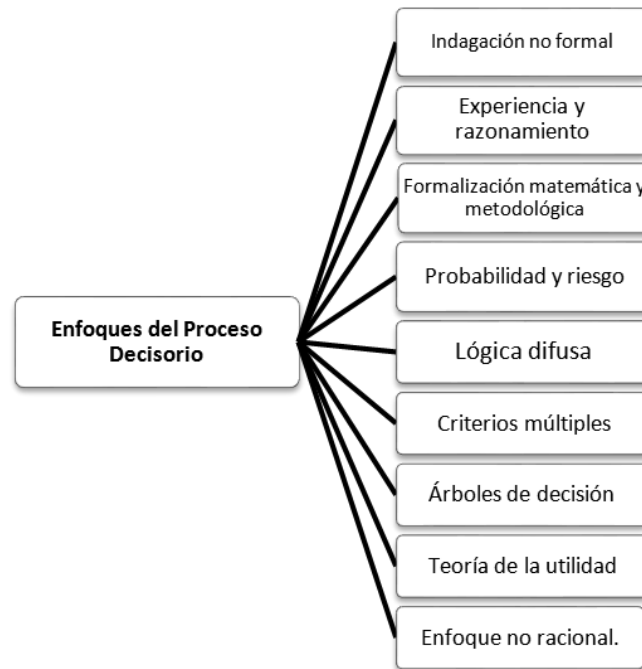 Indagación no formal
Experiencia y
razonamiento
Formalización matemática y
metodológica
Probabilidad y riesgo
Enfoques del Proceso
Decisorio
Lógica difusa
Criterios múltiples
Árboles de decisión
Teoría de la utilidad
Enfoque no racional.